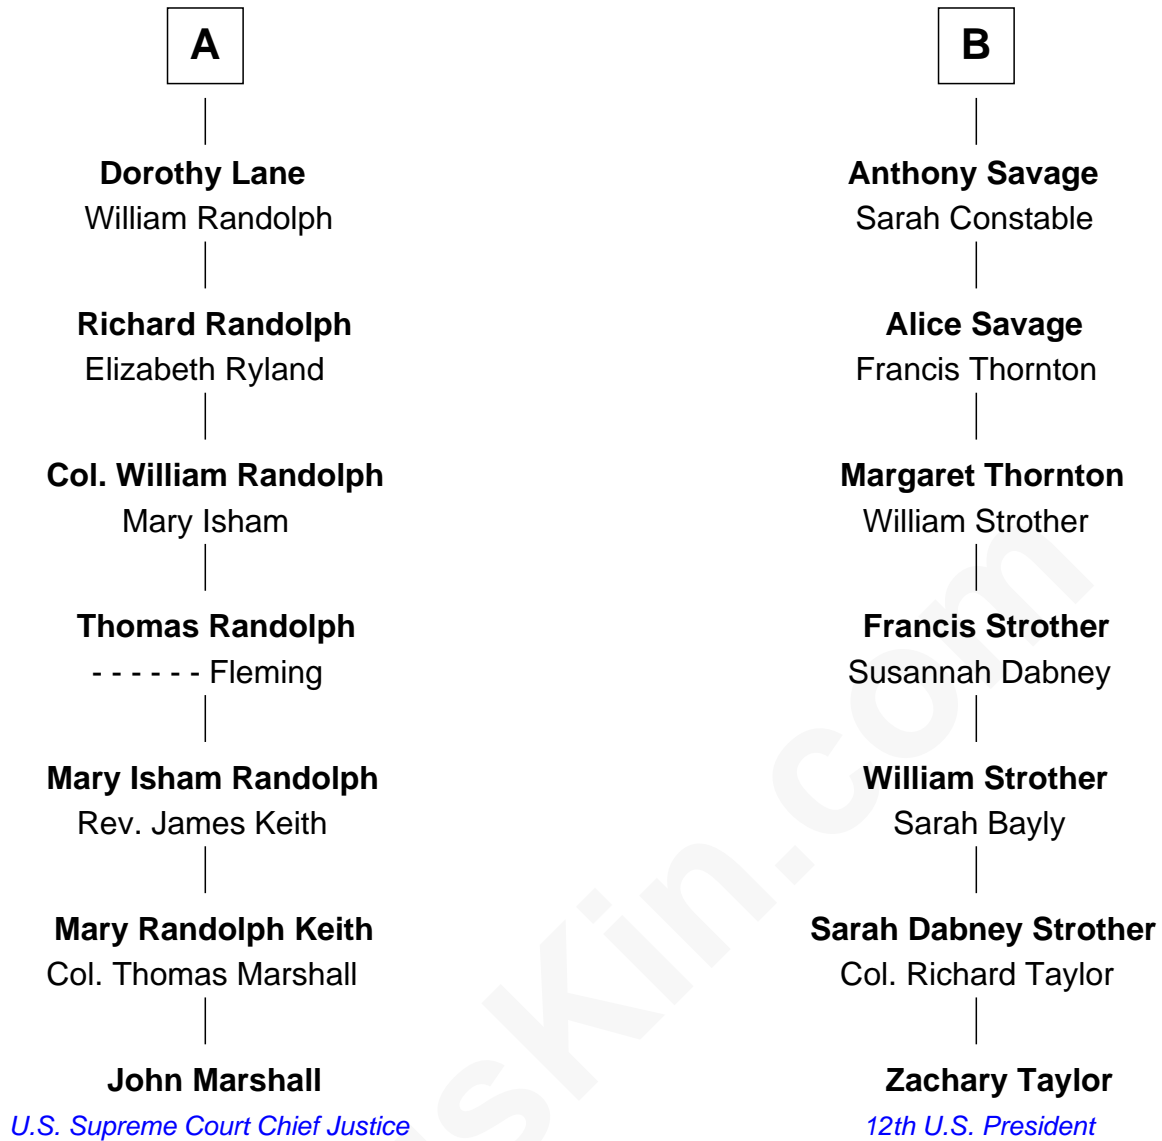 A
Dorothy Lane
William Randolph
Richard Randolph
Elizabeth Ryland
Col. William Randolph
Mary Isham
Thomas Randolph
- - - - - - Fleming
Mary Isham Randolph
Rev. James Keith
Mary Randolph Keith
Col. Thomas Marshall
John Marshall
U.S. Supreme Court Chief Justice
B
Anthony Savage
Sarah Constable
Alice Savage
Francis Thornton
Margaret Thornton
William Strother
Francis Strother
Susannah Dabney
William Strother
Sarah Bayly
Sarah Dabney Strother
Col. Richard Taylor
Zachary Taylor
12th U.S. President
sKin.com